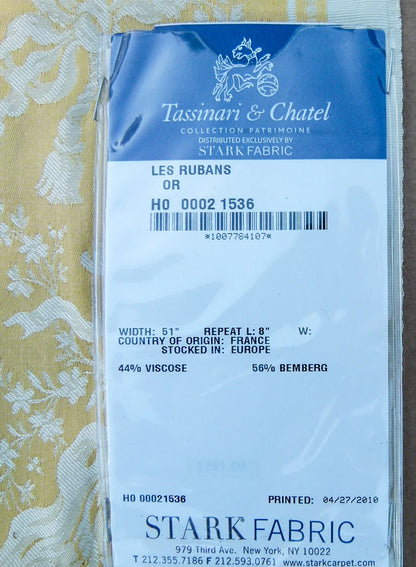 Tassinari & Chatel
COLLECTION PATRIMOINE
DISTRIBUTED EXCLUSIVELY BY
STARK FABRIC
LES RUBANS
OR
H0 0002 1536
*1007784107*
WIDTH: 51" REPEAT L: 8" W:
COUNTRY OF ORIGIN: FRANCE
STOCKED IN: EUROPE
44% VISCOSE 56% BEMBERG
H0 00021536 PRINTED: 04/27/2010
STARK FABRIC
979 Third Ave. New York, NY 10022
T 212.355.7186 F 212.593.0761 www.starkcarpet.com